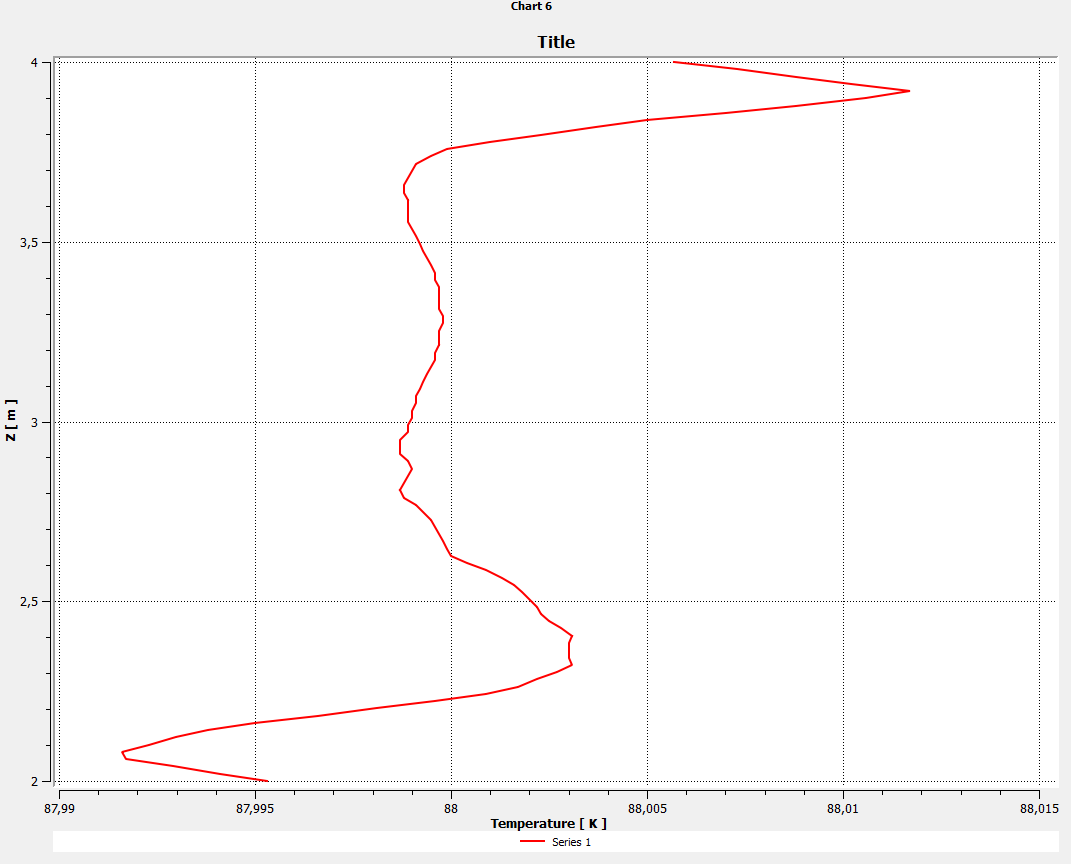 Chart 6
Title
4
3,5
3
2,5
2
Z [ m ]
87,99 87,995 88 88,005 88,01 88,015
Temperature [ K ]
Series 1